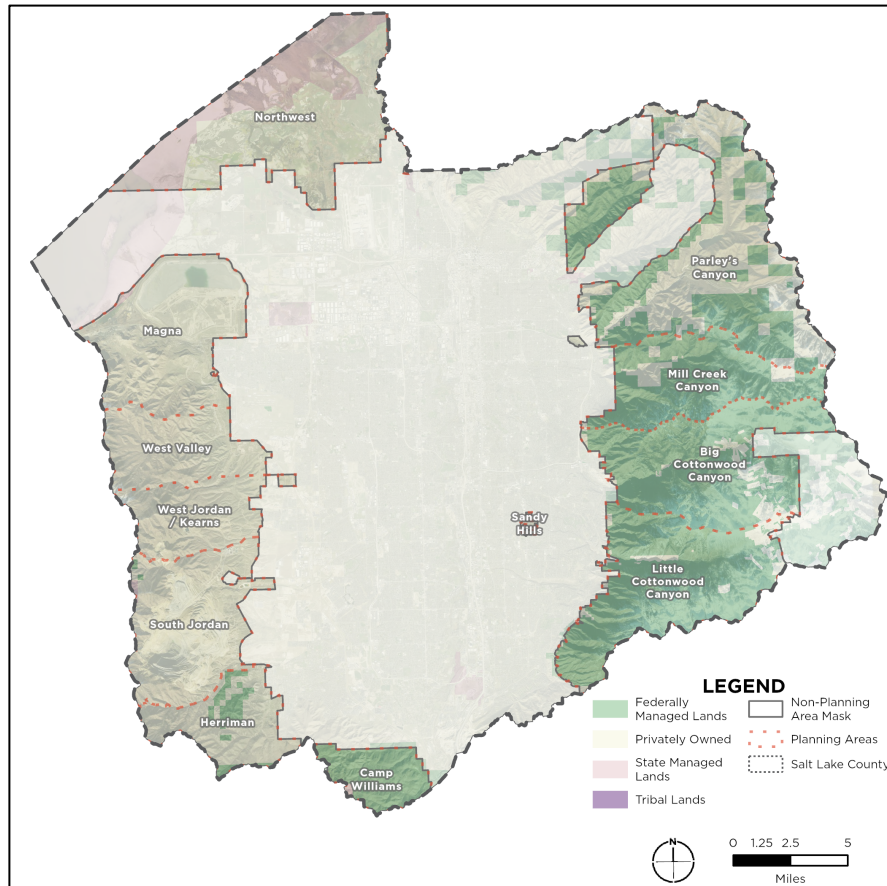 Northwest
Parley's
Canyon
Magna
Mill Creek
Canyon
West Valley
Big
Cottonwood
Canyon
West Jordan
/ Kearns
Sandy
Hills
Little
Cottonwood
Canyon
South Jordan
Herriman
Camp
Williams
LEGEND
Federally
Managed Lands
Privately Owned
State Managed
Lands
Tribal Lands
Non-Planning
Area Mask
Planning Areas
Salt Lake County
N
0 1.25 2.5 5
Miles